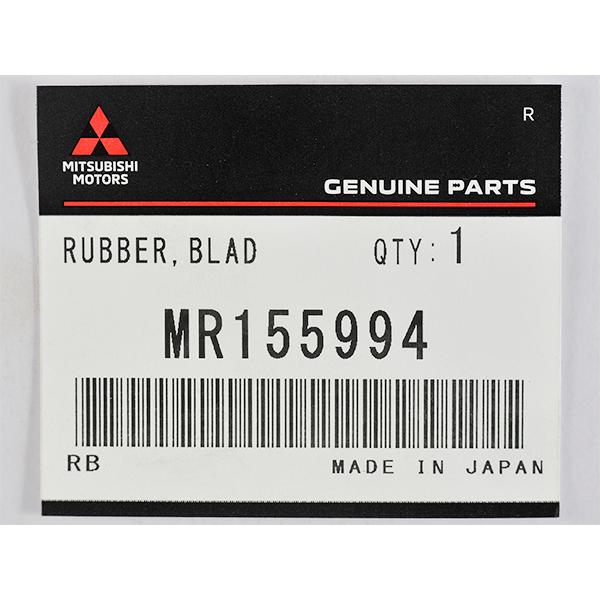 R
MITSUBISHI
MOTORS
GENUINE PARTS
RUBBER, BLAD QTY: 1
MR155994
RB MADE IN JAPAN